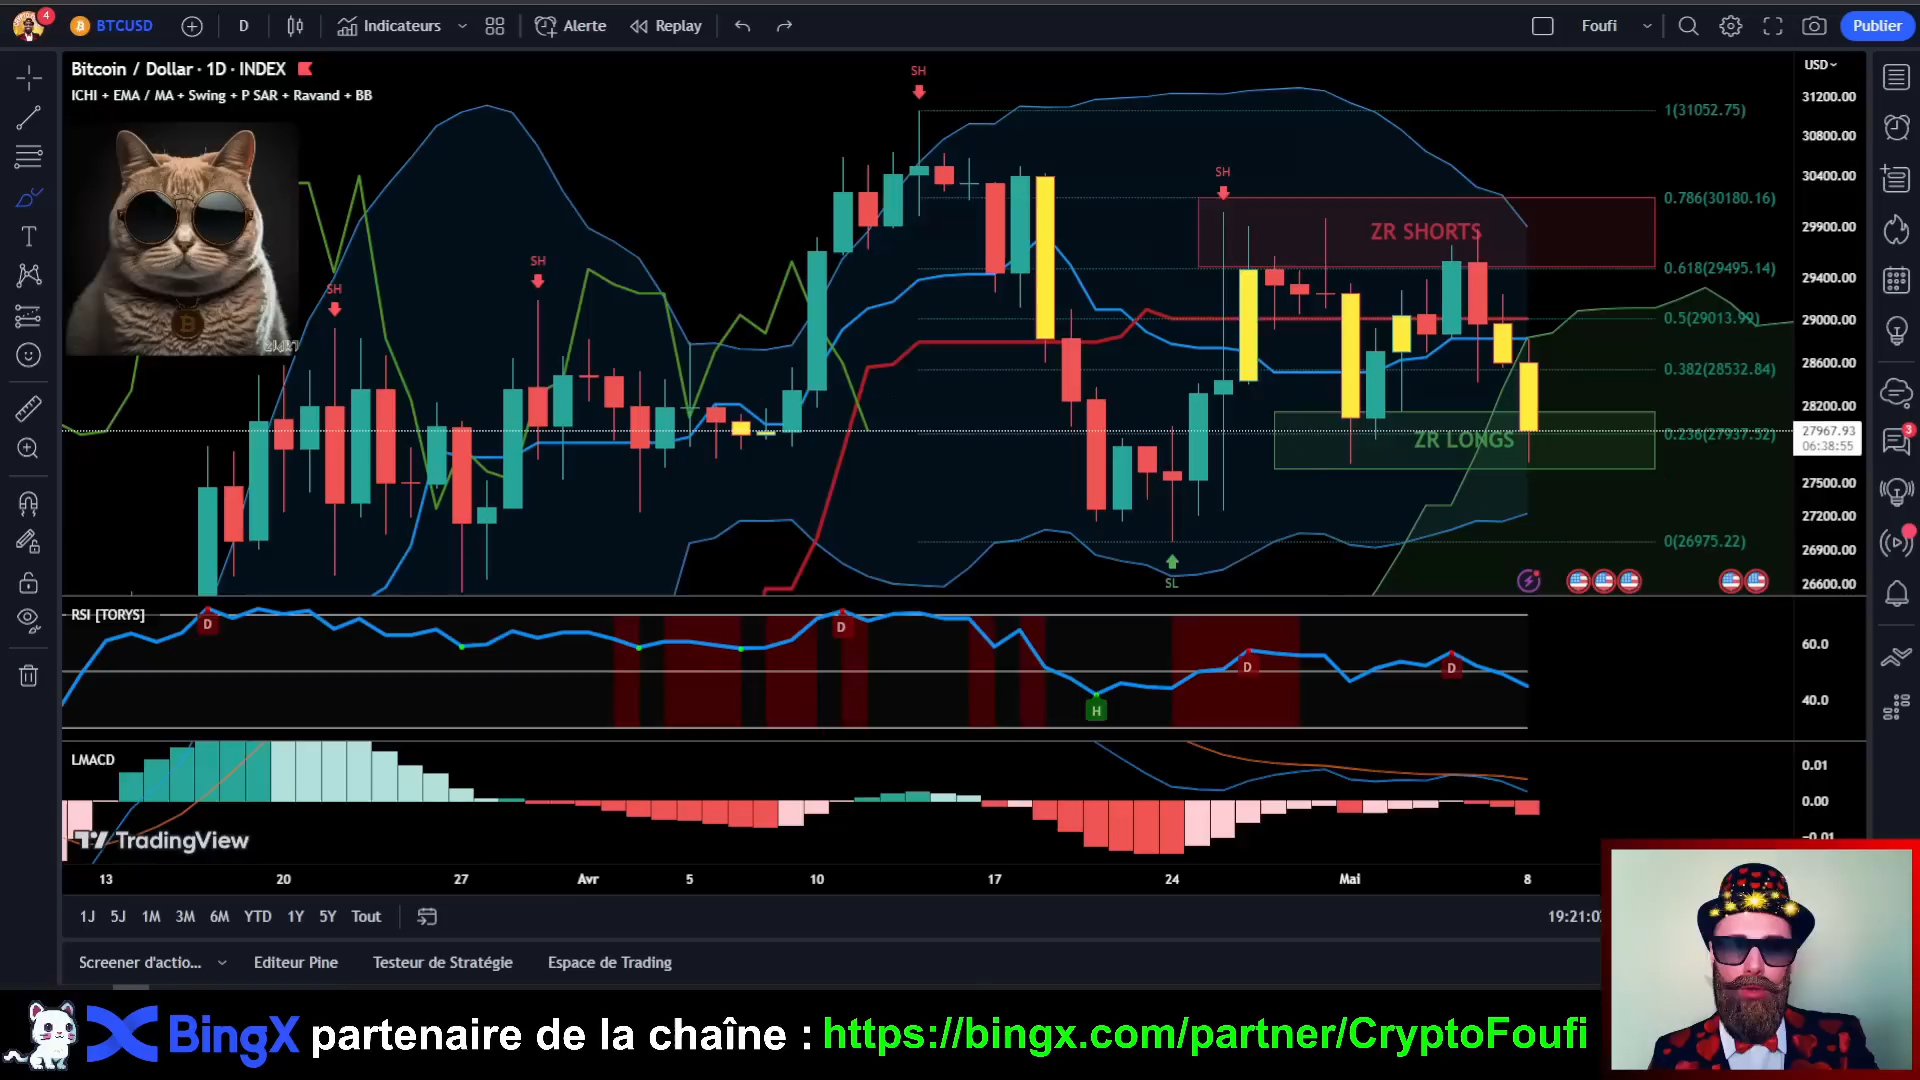 4
BTCUSD
D
Indicateurs
Alerte
Replay
Foufi
Publier
Bitcoin / Dollar · 1D · INDEX
ICHI + EMA / MA + Swing + P SAR + Ravand + BB
USD
SH
SH
SH
SH
SL
1(31052.75)
0.786(30180.16)
0.618(29495.14)
0.5(29013.99)
0.382(28532.84)
0.236(27937.52)
0(26975.22)
ZR SHORTS
ZR LONGS
31200.00
30800.00
30400.00
29900.00
29400.00
29000.00
28600.00
28200.00
27967.93
06:38:55
27500.00
27200.00
26900.00
26600.00
3
RSI [TORYS]
D
D
H
D
D
60.0
40.0
LMACD
0.01
0.00
-0.01
TradingView
13
20
27
Avr
5
10
17
24
Mai
8
1J
5J
1M
3M
6M
YTD
1Y
5Y
Tout
Screener d'actio...
Editeur Pine
Testeur de Stratégie
Espace de Trading
BingX partenaire de la chaîne : https://bingx.com/partner/CryptoFoufi